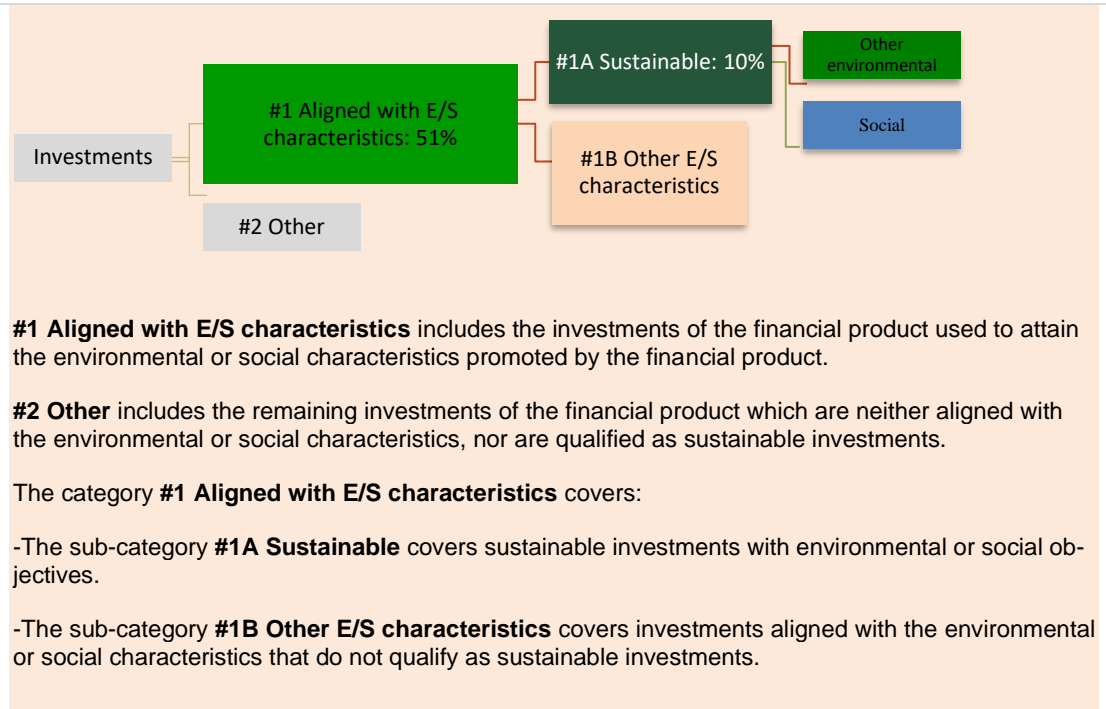 Investments
#1 Aligned with E/S
characteristics: 51%
#2 Other
#1A Sustainable: 10%
#1B Other E/S
characteristics
Other
environmental
Social
#1 Aligned with E/S characteristics includes the investments of the financial product used to attain
the environmental or social characteristics promoted by the financial product.
#2 Other includes the remaining investments of the financial product which are neither aligned with
the environmental or social characteristics, nor are qualified as sustainable investments.
The category #1 Aligned with E/S characteristics covers:
-The sub-category #1A Sustainable covers sustainable investments with environmental or social ob-
jectives.
-The sub-category #1B Other E/S characteristics covers investments aligned with the environmental
or social characteristics that do not qualify as sustainable investments.